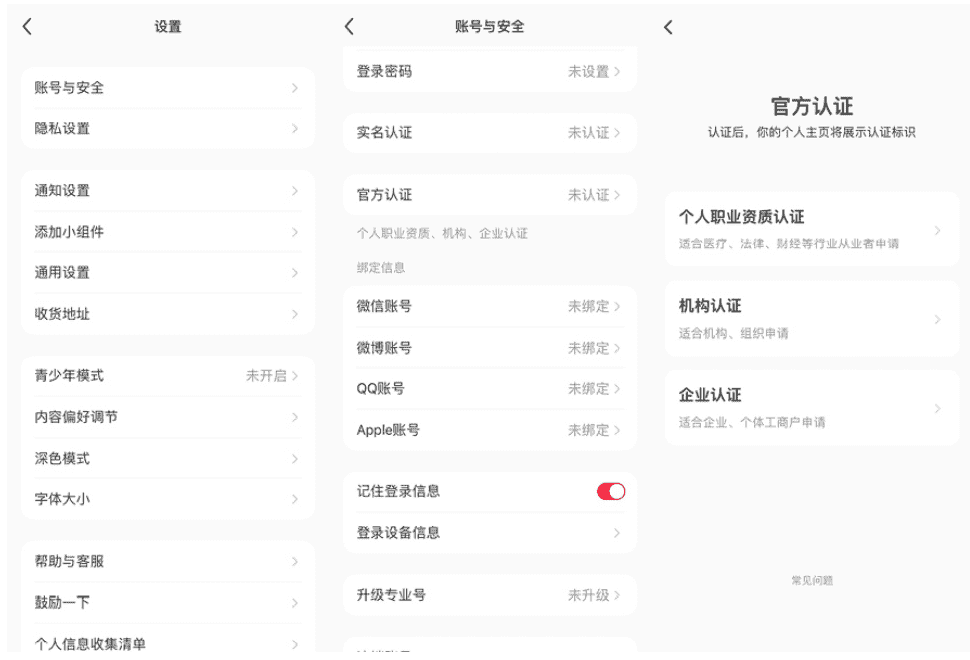 设置
账号与安全
隐私设置
通知设置
添加小组件
通用设置
收货地址
青少年模式 未开启
内容偏好调节
深色模式
字体大小
帮助与客服
鼓励一下
个人信息收集清单
账号与安全
登录密码 未设置
实名认证 未认证
官方认证 未认证
个人职业资质、机构、企业认证
绑定信息
微信账号 未绑定
微博账号 未绑定
QQ账号 未绑定
Apple账号 未绑定
记住登录信息
登录设备信息
升级专业号 未升级
官方认证
认证后，你的个人主页将展示认证标识
个人职业资质认证
适合医疗、法律、财经等行业从业者申请
机构认证
适合机构、组织申请
企业认证
适合企业、个体工商户申请
常见问题